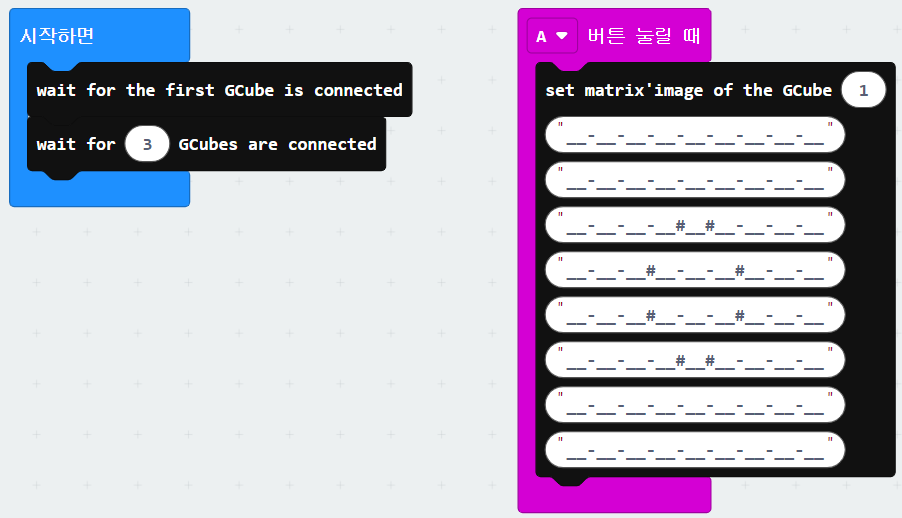 시작하면
wait for the first GCube is connected
wait for 3 GCubes are connected
A 버튼 눌릴 때
set matrix'image of the GCube 1
"__-__-__-__-__-__-__-__-__"
"__-__-__-__-__-__-__-__-__"
"__-__-__-__#__#__-__-__-__"
"__-__-__#__-__-__#__-__-__"
"__-__-__#__-__-__#__-__-__"
"__-__-__-__#__#__-__-__-__"
"__-__-__-__-__-__-__-__-__"
"__-__-__-__-__-__-__-__-__"